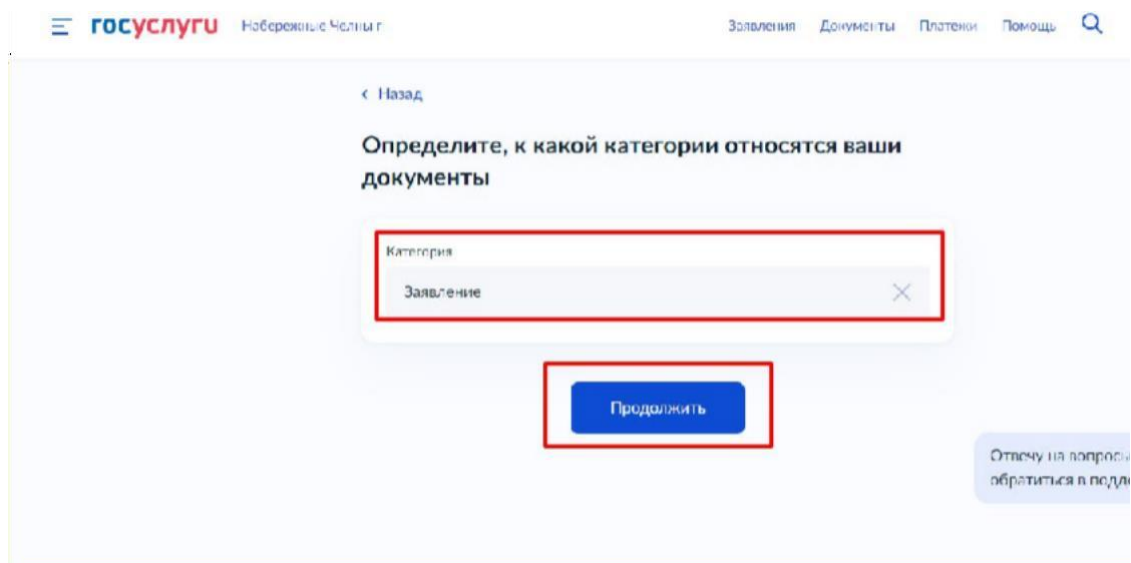 госуслуги Набережные Челны г Заявления Документы Платежи Помощь
Назад
Определите, к какой категории относятся ваши
документы
Категория
Заявление
Продолжить
Отвечу на вопросы
обратиться в